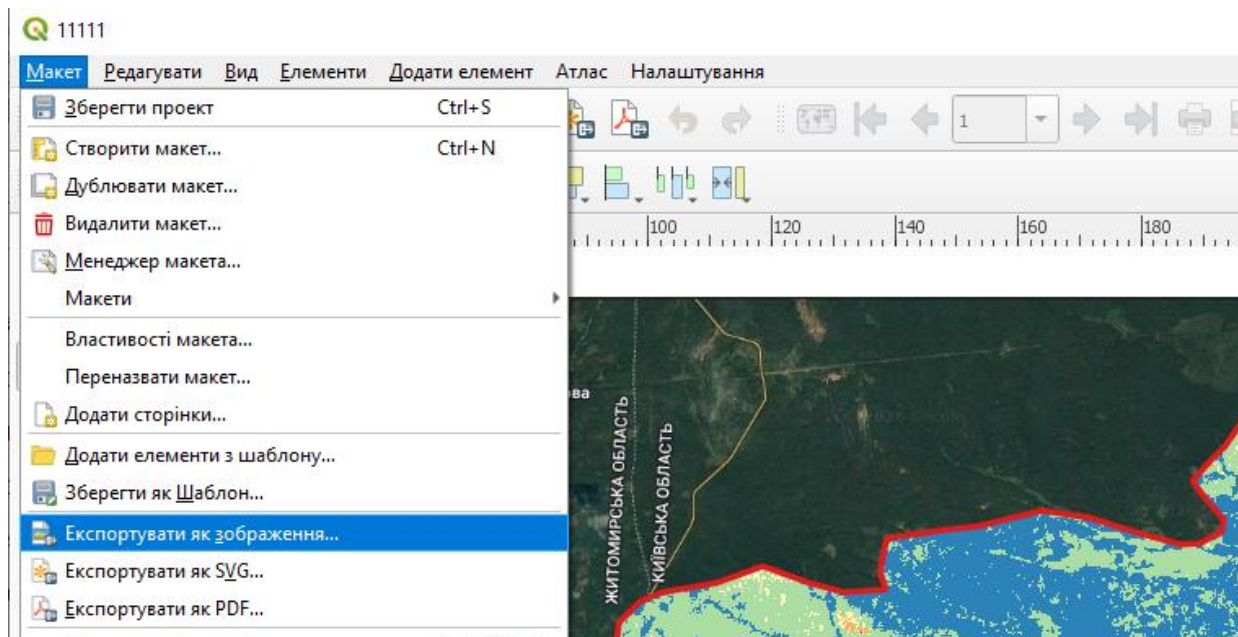 11111
Макет Редагувати Вид Елементи Додати елемент Атлас Налаштування
Зберегти проект Ctrl+S
1
Створити макет... Ctrl+N
Дублювати макет...
Видалити макет...
100 120 140 160 180
Менеджер макета...
Макети
Властивості макета...
Переназвати макет...
ова
Додати сторінки...
ЖИТОМИРСЬКА ОБЛАСТЬ
КИЇВСЬКА ОБЛАСТЬ
Додати елементи з шаблону...
Зберегти як Шаблон...
Експортувати як зображення...
Експортувати як SVG...
Експортувати як PDF...